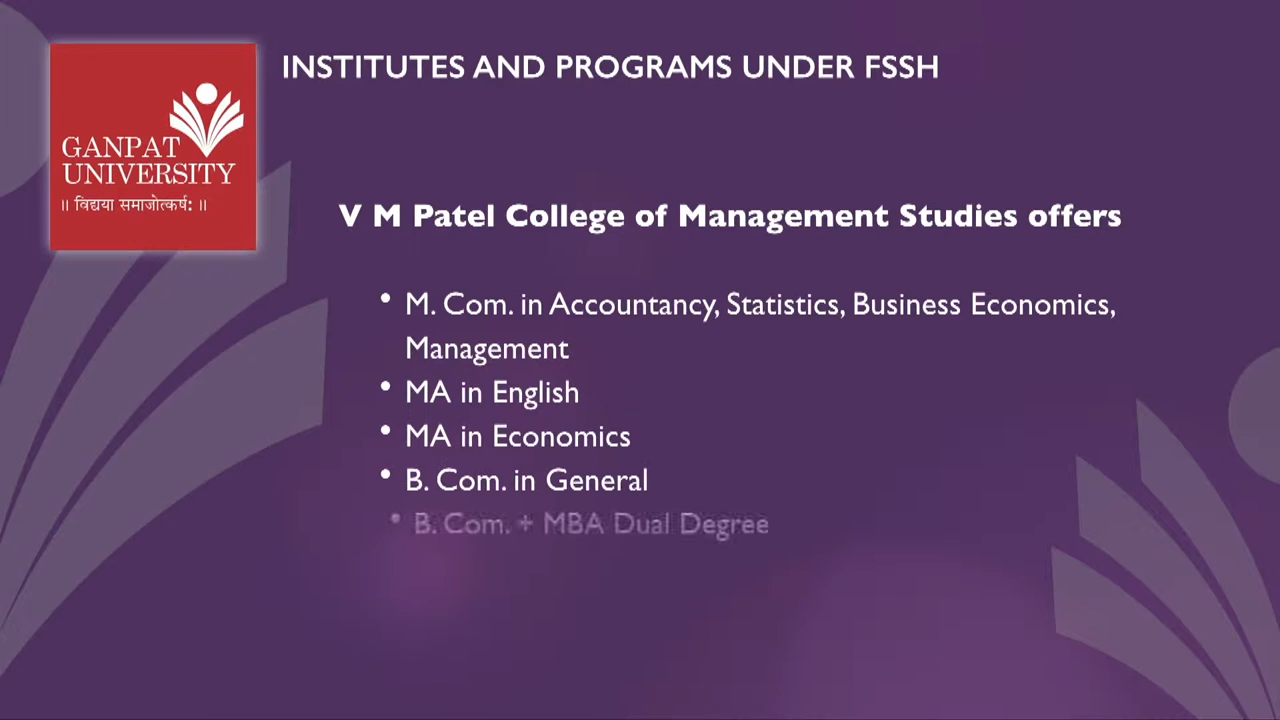 INSTITUTES AND PROGRAMS UNDER FSSH
GANPAT
UNIVERSITY
॥ विद्यया समाजोत्कर्ष: ॥
V M Patel College of Management Studies offers
• M. Com. in Accountancy, Statistics, Business Economics,
Management
• MA in English
• MA in Economics
• B. Com. in General
• B. Com. + MBA Dual Degree